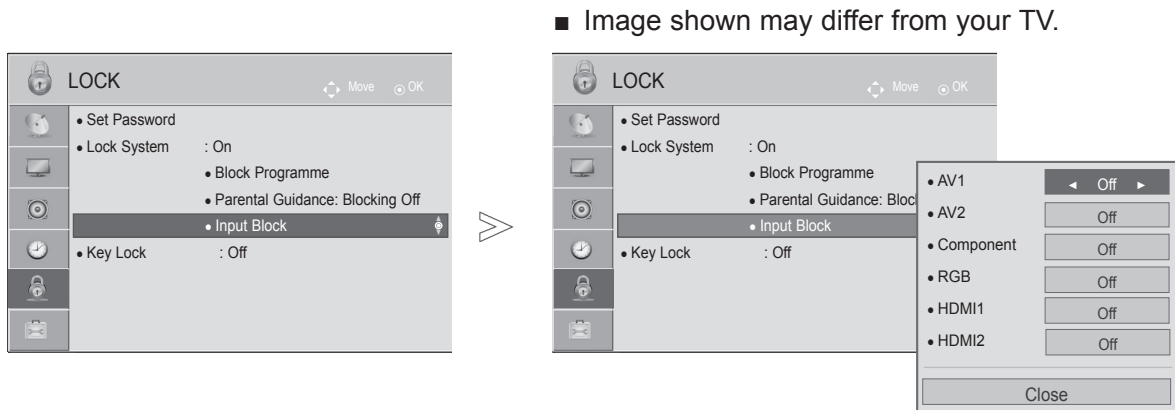 ■ Image shown may differ from your TV.
LOCK
Move ⊙ OK
• Set Password
• Lock System : On
• Block Programme
• Parental Guidance: Blocking Off
• Input Block
• Key Lock : Off
LOCK
Move ⊙ OK
• Set Password
• Lock System : On
• Block Programme
• Parental Guidance: Bloc
• Input Block
• Key Lock : Off
• AV1 ◄ Off ►
• AV2 Off
• Component Off
• RGB Off
• HDMI1 Off
• HDMI2 Off
Close